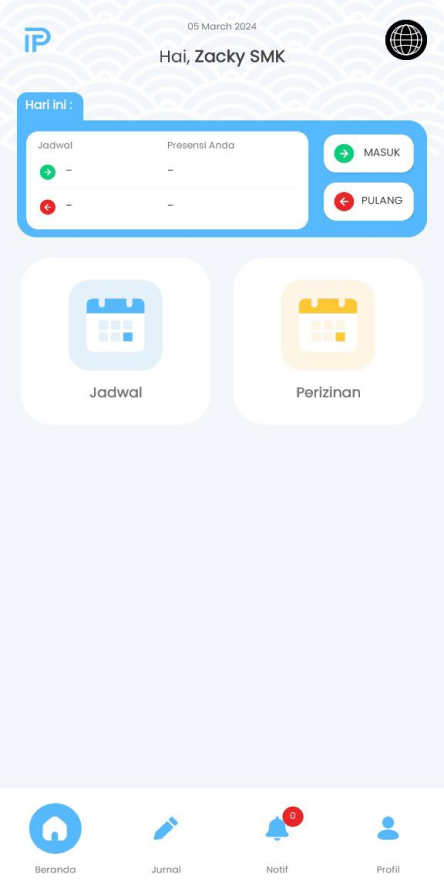 05 March 2024
IP
Hai, Zacky SMK
Hari ini :
Jadwal Presensi Anda
- -
- -
MASUK
PULANG
Jadwal
Perizinan
0
Beranda Jurnal Notif Profil